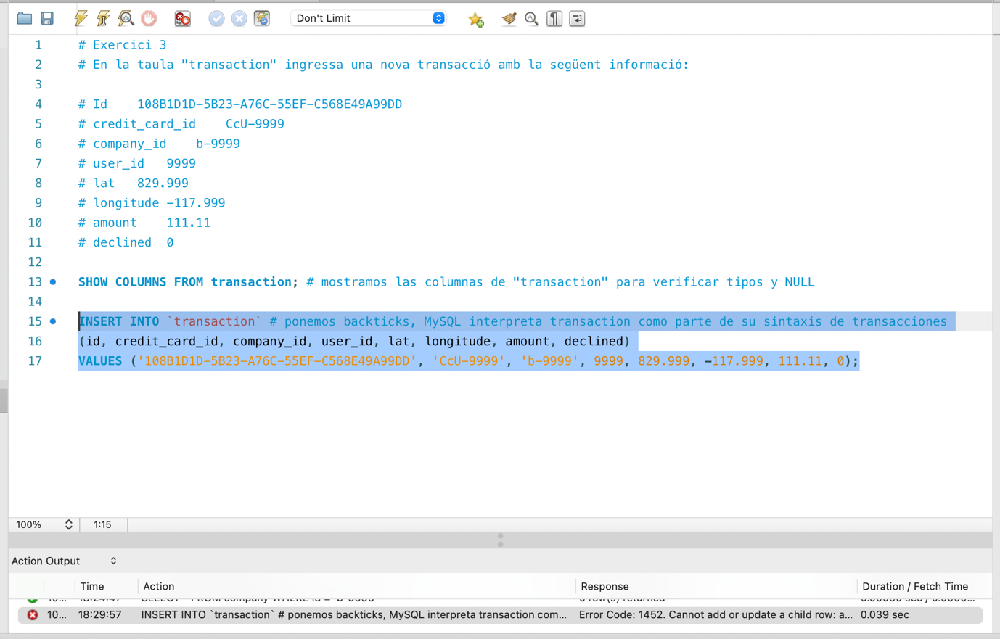 Don't Limit
1 # Exercici 3
2 # En la taula "transaction" ingressa una nova transacció amb la següent informació:
3
4 # Id 108B1D1D-5B23-A76C-55EF-C568E49A99DD
5 # credit_card_id CcU-9999
6 # company_id b-9999
7 # user_id 9999
8 # lat 829.999
9 # longitude -117.999
10 # amount 111.11
11 # declined 0
12
13 SHOW COLUMNS FROM transaction; # mostramos las columnas de "transaction" para verificar tipos y NULL
14
15 INSERT INTO `transaction` # ponemos backticks, MySQL interpreta transaction como parte de su sintaxis de transacciones
16 (id, credit_card_id, company_id, user_id, lat, longitude, amount, declined)
17 VALUES ('108B1D1D-5B23-A76C-55EF-C568E49A99DD', 'CcU-9999', 'b-9999', 9999, 829.999, -117.999, 111.11, 0);
100% 1:15
Action Output
Time Action Response Duration / Fetch Time
10... 18:29:57 INSERT INTO `transaction` # ponemos backticks, MySQL interpreta transaction com... Error Code: 1452. Cannot add or update a child row: a... 0.039 sec